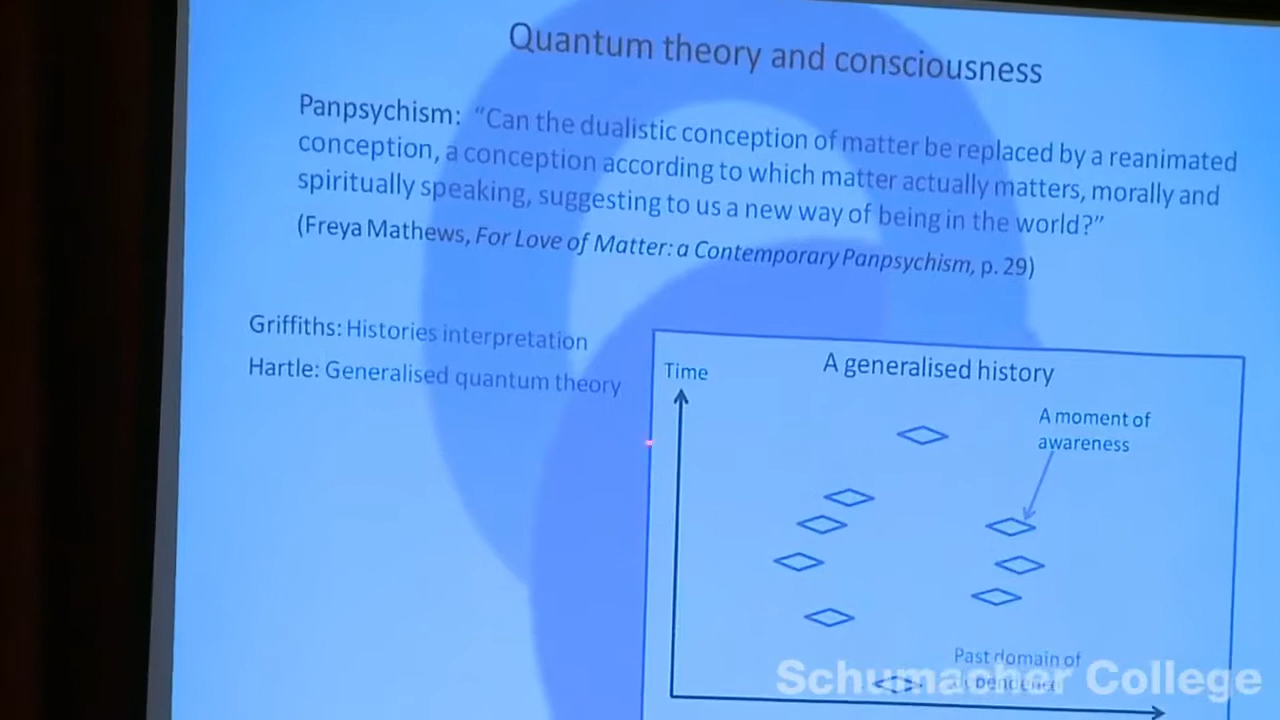 Quantum theory and consciousness
Panpsychism: “Can the dualistic conception of matter be replaced by a reanimated
conception, a conception according to which matter actually matters, morally and
spiritually speaking, suggesting to us a new way of being in the world?”
(Freya Mathews, For Love of Matter: a Contemporary Panpsychism, p. 29)
Griffiths: Histories interpretation
Hartle: Generalised quantum theory
A generalised history
Time
A moment of
awareness
Past domain of
Schumacher College